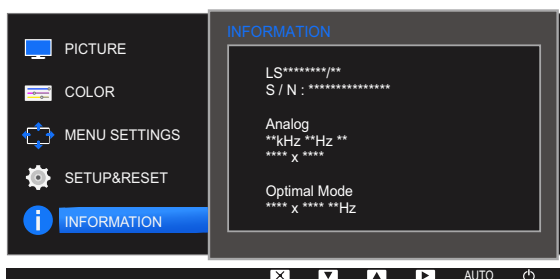 PICTURE
COLOR
MENU SETTINGS
SETUP&RESET
INFORMATION
INFORMATION
LS********/**
S / N : ***************
Analog
**kHz **Hz **
**** x ****
Optimal Mode
**** x **** **Hz
AUTO